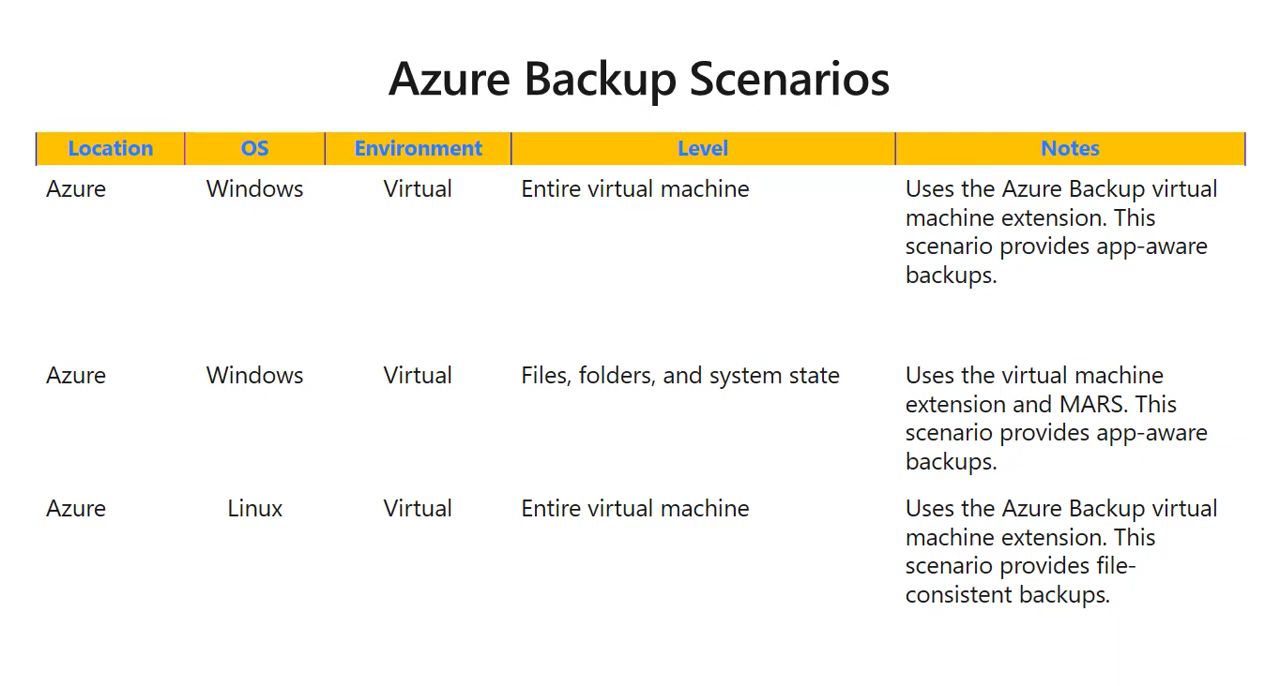 Azure Backup Scenarios
Location OS Environment Level Notes
Azure Windows Virtual Entire virtual machine Uses the Azure Backup virtual
machine extension. This
scenario provides app-aware
backups.
Azure Windows Virtual Files, folders, and system state Uses the virtual machine
extension and MARS. This
scenario provides app-aware
backups.
Azure Linux Virtual Entire virtual machine Uses the Azure Backup virtual
machine extension. This
scenario provides file-
consistent backups.